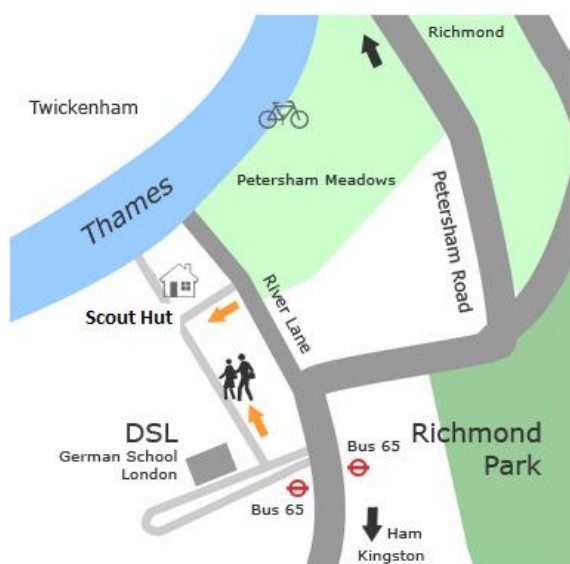 Richmond
Twickenham
Petersham Meadows
Thames
Petersham Road
River Lane
Scout Hut
DSL
German School
London
Bus 65
Bus 65
Richmond
Park
Ham
Kingston